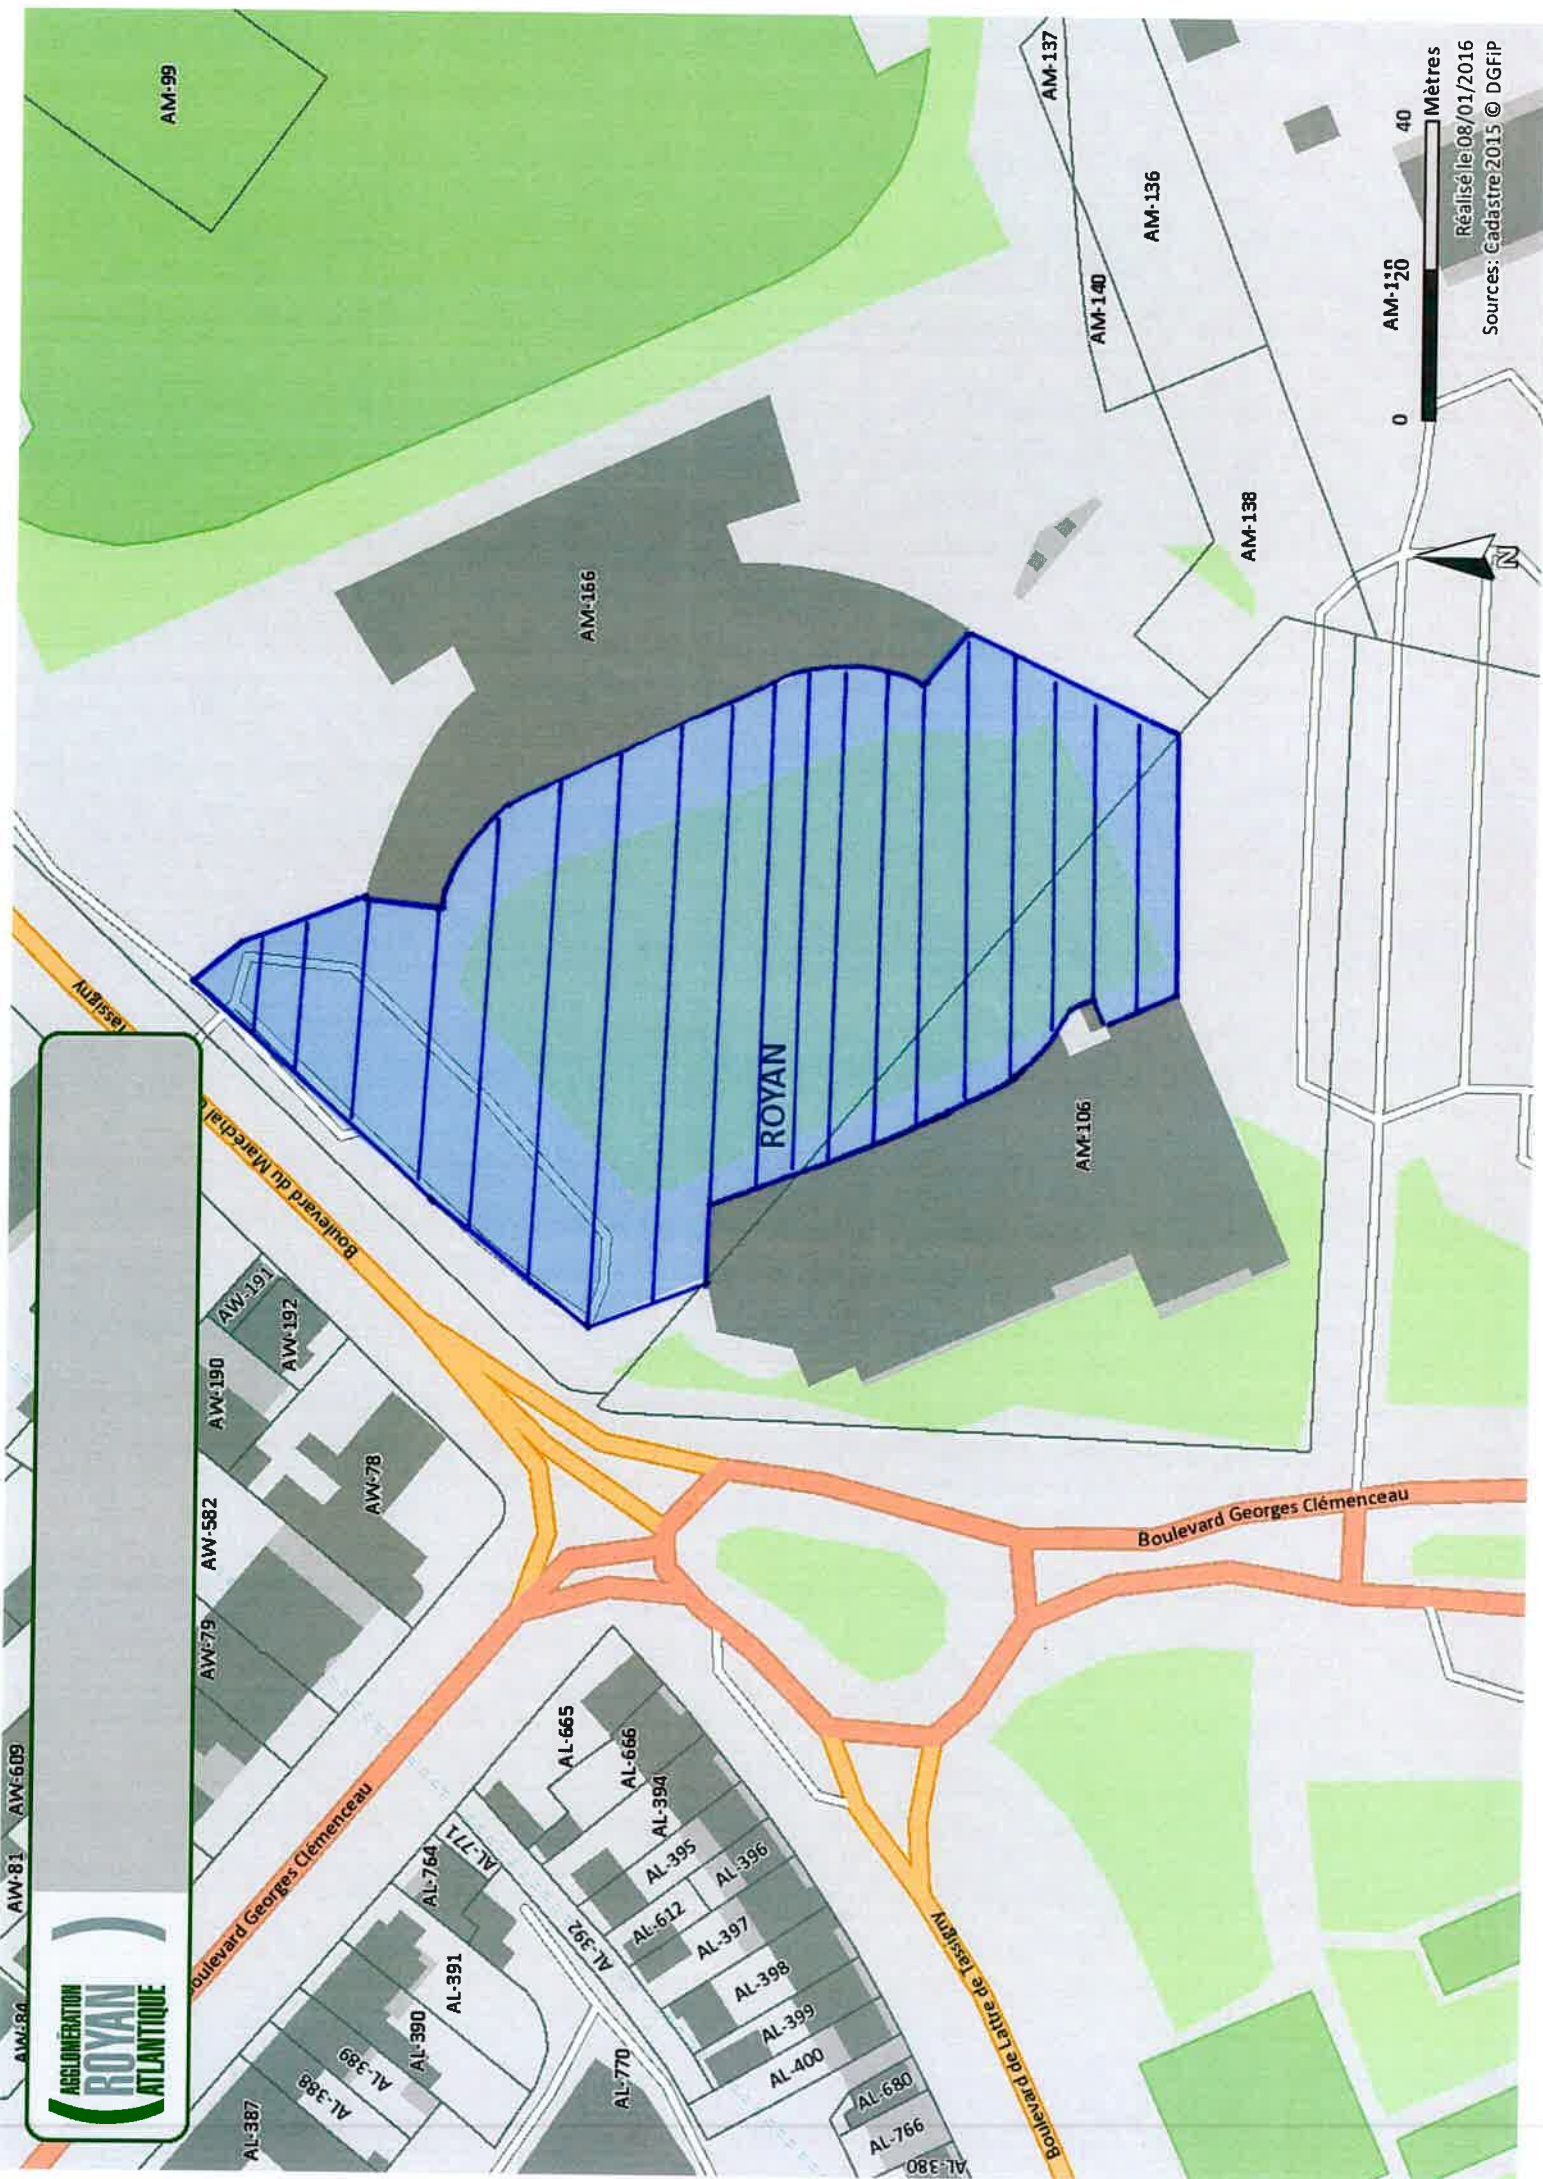 AGGLOMÉRATION
ROYAN
ATLANTIQUE
AW-84
AW-81
AW-609
AW-79
AW-582
AW-190
AW-191
AW-192
AW-78
Tassigny
Boulevard du Maréchal
Boulevard Georges Clémenceau
AL-387
AL-388
AL-389
AL-390
AL-391
AL-764
AL-771
AL-392
AL-770
AL-665
AL-666
AL-394
AL-395
AL-396
AL-612
AL-397
AL-398
AL-399
AL-400
AL-680
AL-766
AL-380
Boulevard de Lattre de Tassigny
Boulevard Georges Clémenceau
ROYAN
AM-106
AM-166
AM-99
AM-137
AM-136
AM-140
AM-138
N
0
20
40
Mètres
Réalisé le 08/01/2016
Sources: Cadastre 2015 © DGFiP